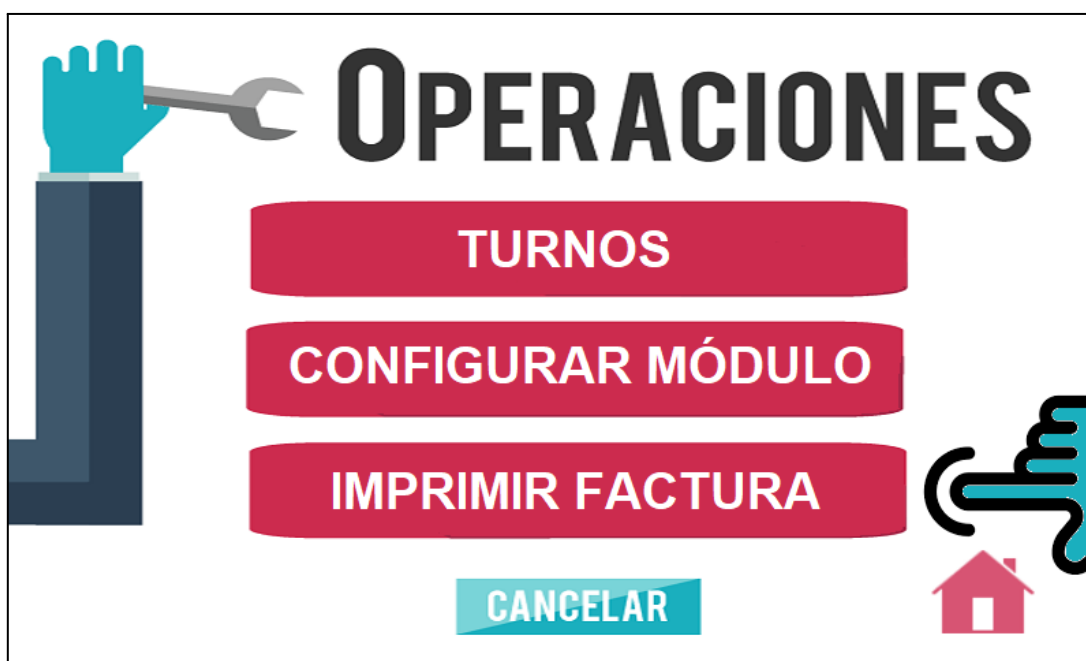 OPERACIONES
TURNOS
CONFIGURAR MÓDULO
IMPRIMIR FACTURA
CANCELAR